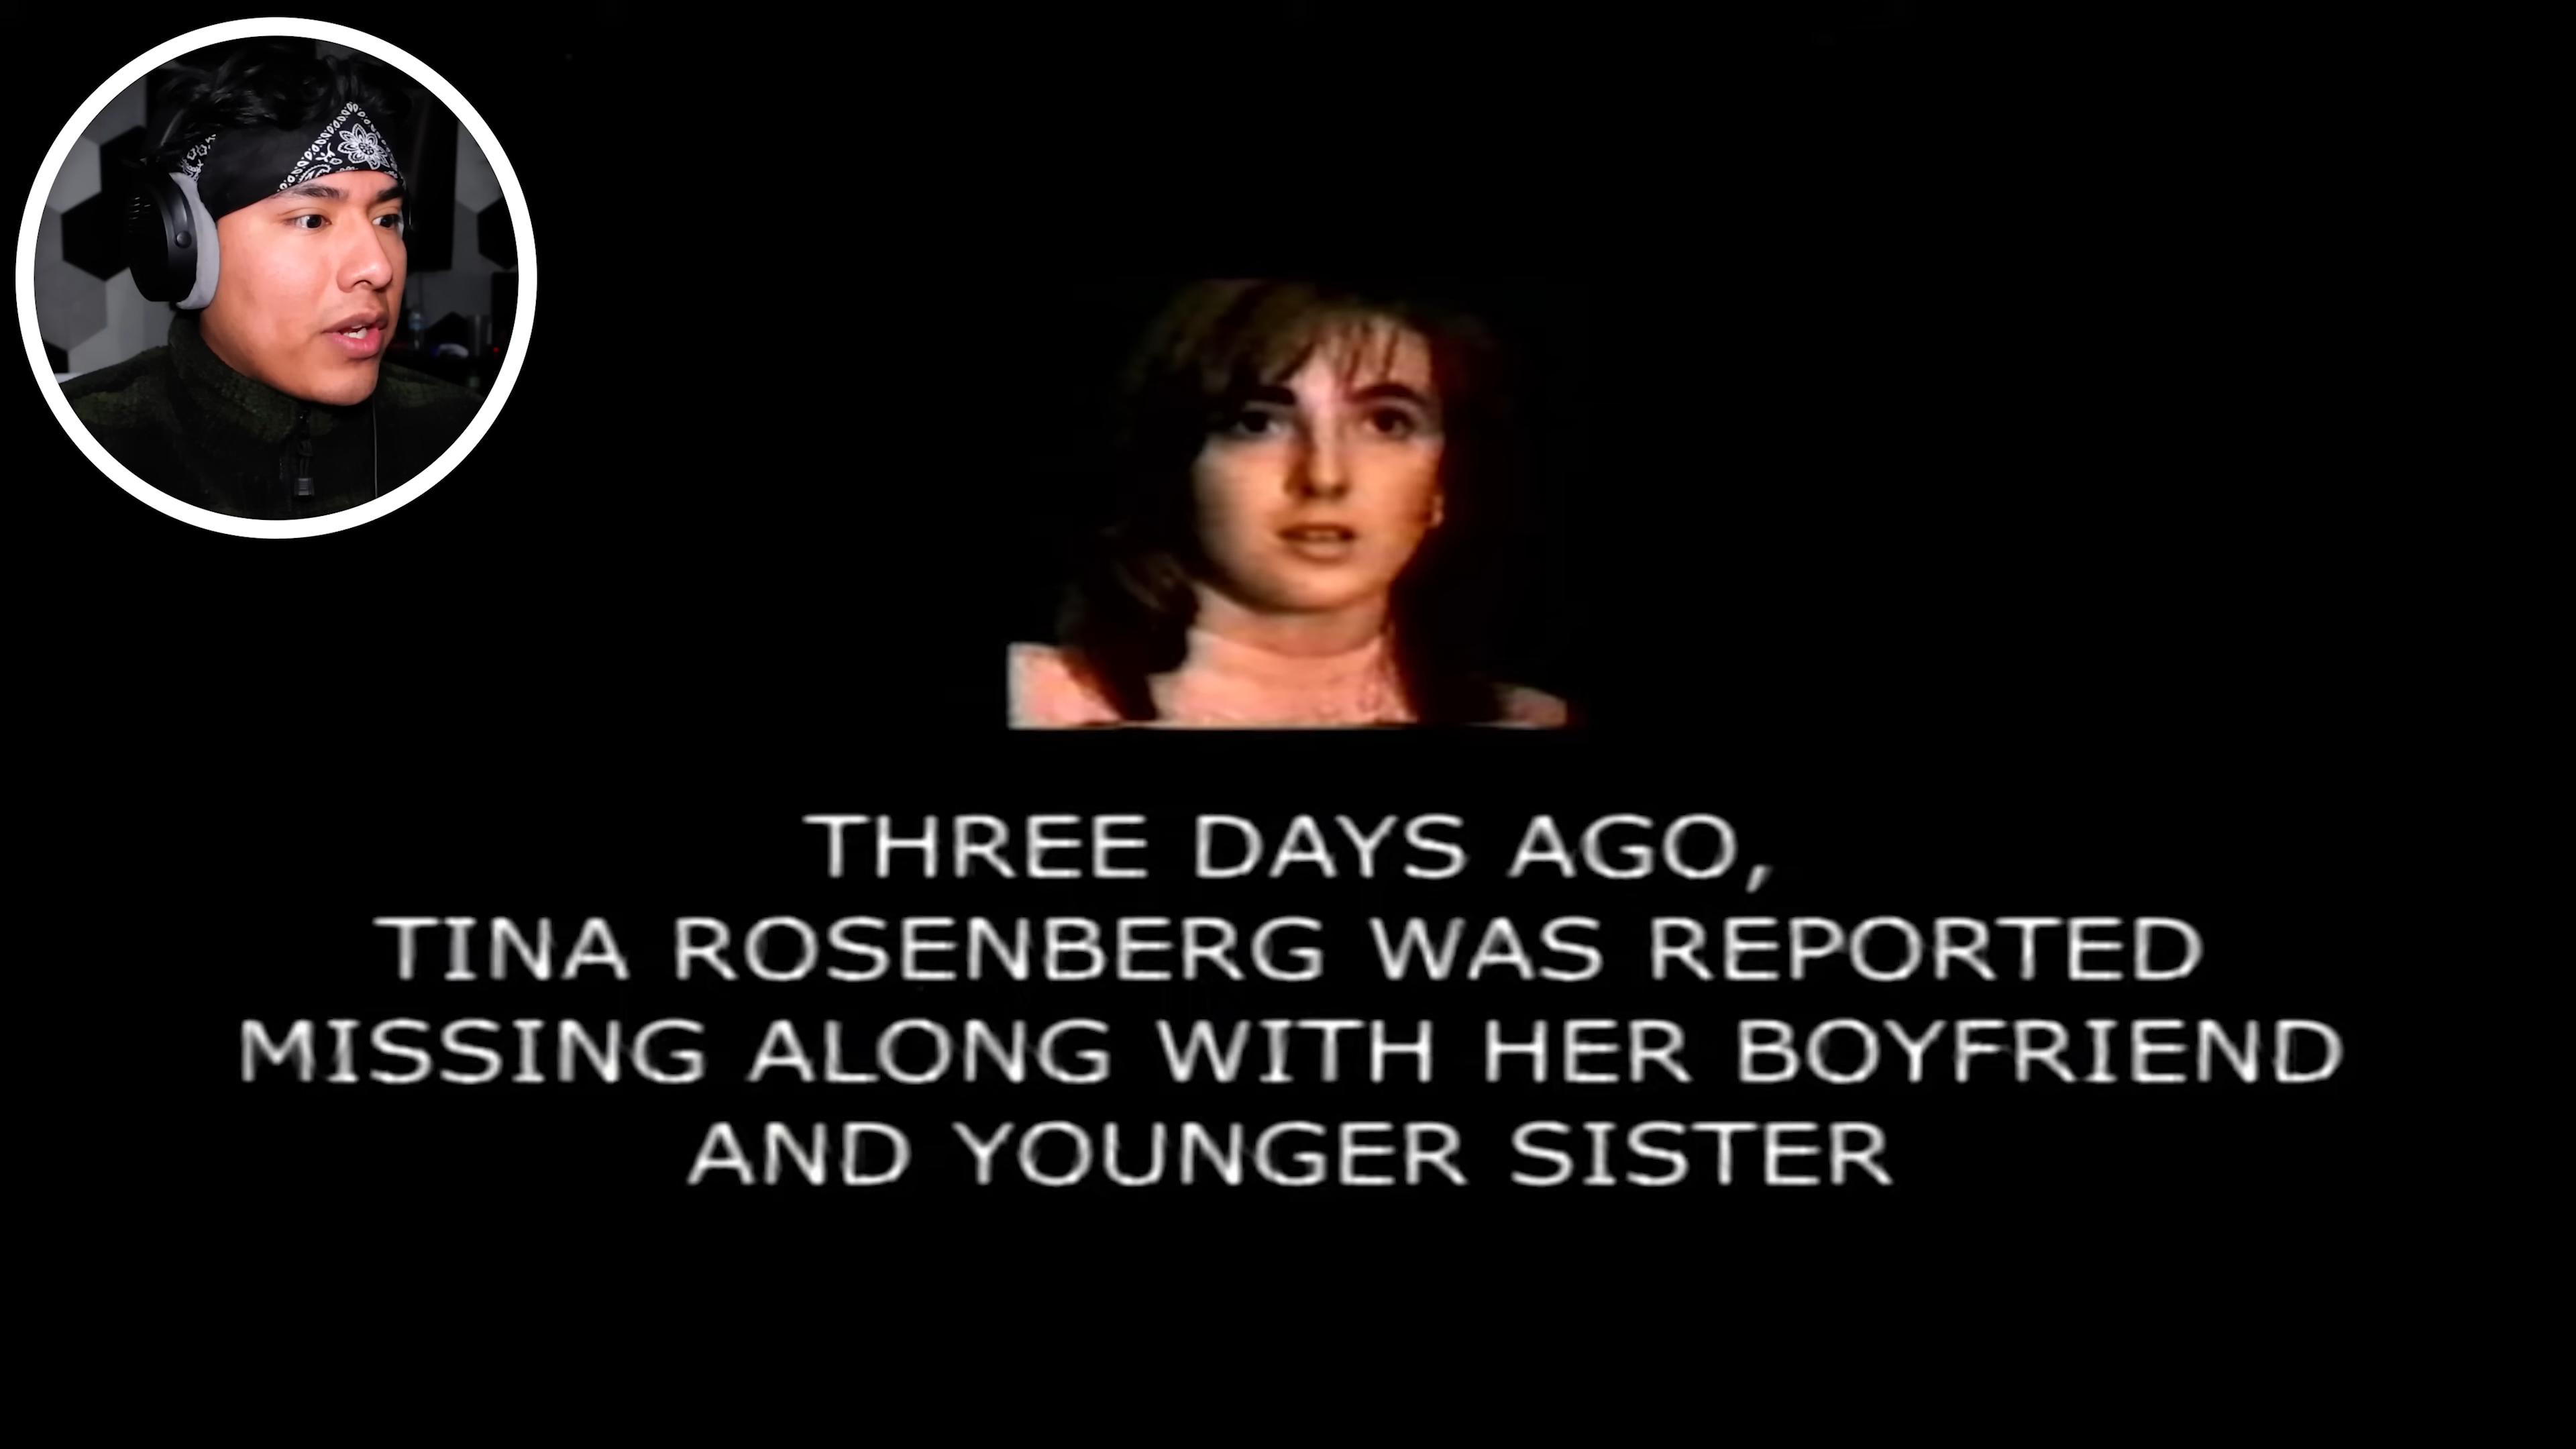 THREE DAYS AGO,
TINA ROSENBERG WAS REPORTED
MISSING ALONG WITH HER BOYFRIEND
AND YOUNGER SISTER